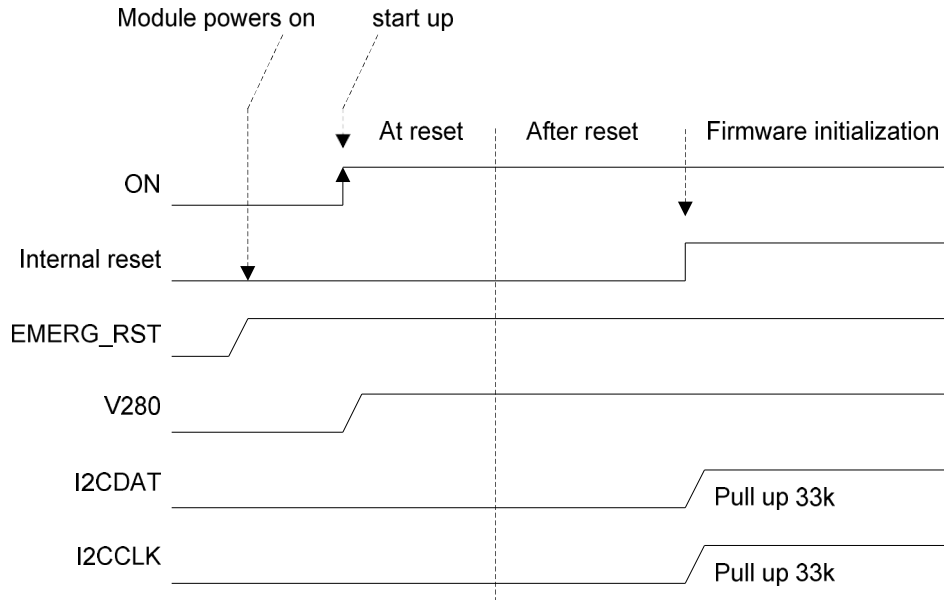 Module powers on
start up
At reset
After reset
Firmware initialization
ON
Internal reset
EMERG_RST
V280
I2CDAT
Pull up 33k
I2CCLK
Pull up 33k